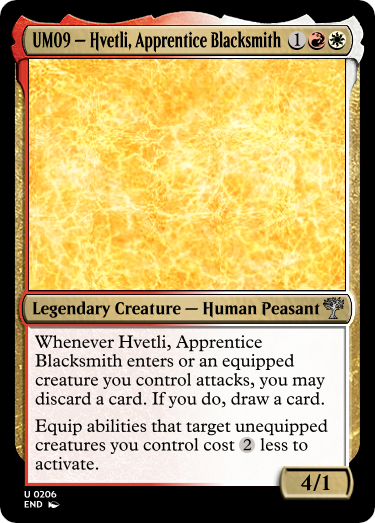 UM09 – Hvetli, Apprentice Blacksmith 1
Legendary Creature — Human Peasant
Whenever Hvetli, Apprentice
Blacksmith enters or an equipped
creature you control attacks, you may
discard a card. If you do, draw a card.
Equip abilities that target unequipped
creatures you control cost 2 less to
activate.
4/1
U 0206
END